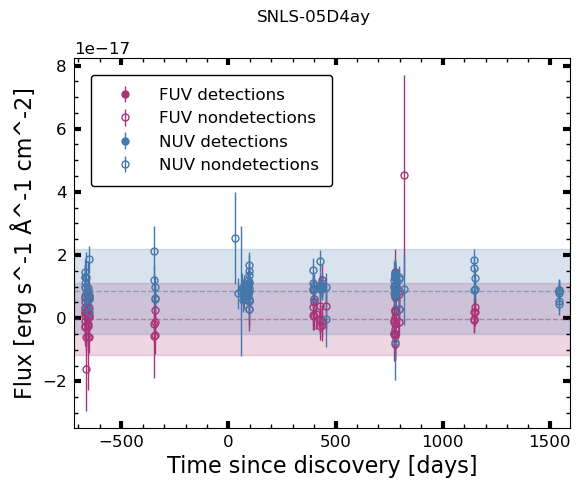 SNLS-05D4ay
1e−17
FUV detections
FUV nondetections
NUV detections
NUV nondetections
8
6
4
2
0
−2
Flux [erg s^-1 Å^-1 cm^-2]
−500 0 500 1000 1500
Time since discovery [days]